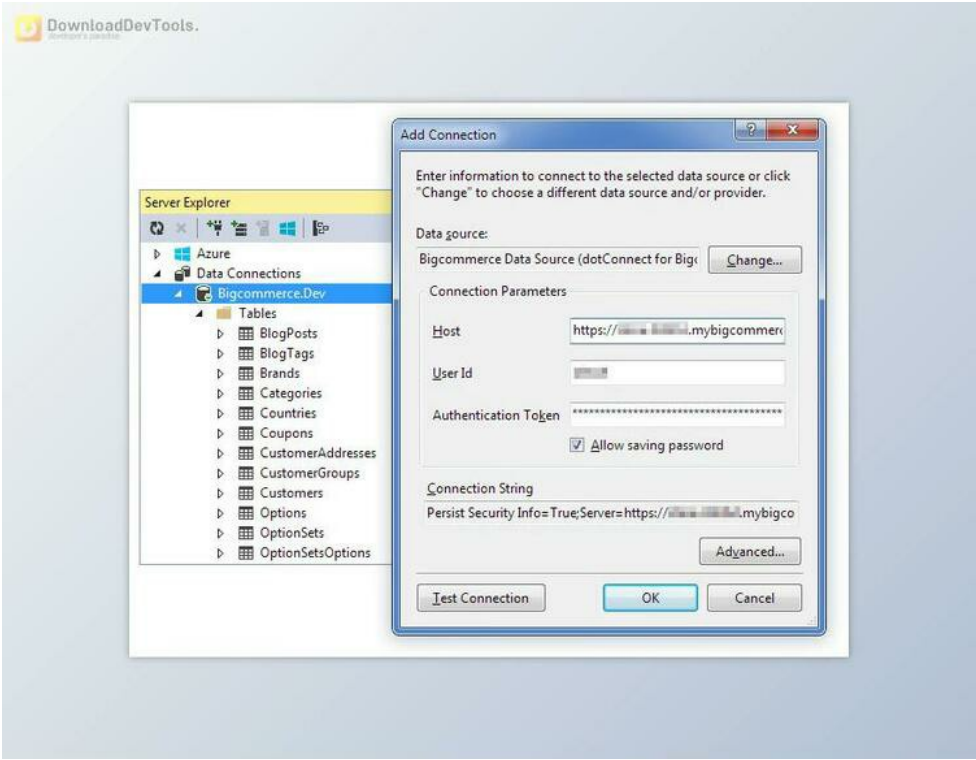 DownloadDevTools.
developer's paradise
Add Connection
Enter information to connect to the selected data source or click
"Change" to choose a different data source and/or provider.
Server Explorer
Azure
Data Connections
Bigcommerce.Dev
Tables
BlogPosts
BlogTags
Brands
Categories
Countries
Coupons
CustomerAddresses
CustomerGroups
Customers
Options
OptionSets
OptionSetsOptions
Data source:
Bigcommerce Data Source (dotConnect for Bigc
Change...
Connection Parameters
Host
https://
.mybigcommerc
User Id
Authentication Token
****************************************
Allow saving password
Connection String
Persist Security Info=True;Server=https://
.mybigco
Advanced...
Test Connection
OK
Cancel